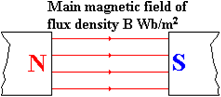 Main magnetic field of
flux density B Wb/m²
N S